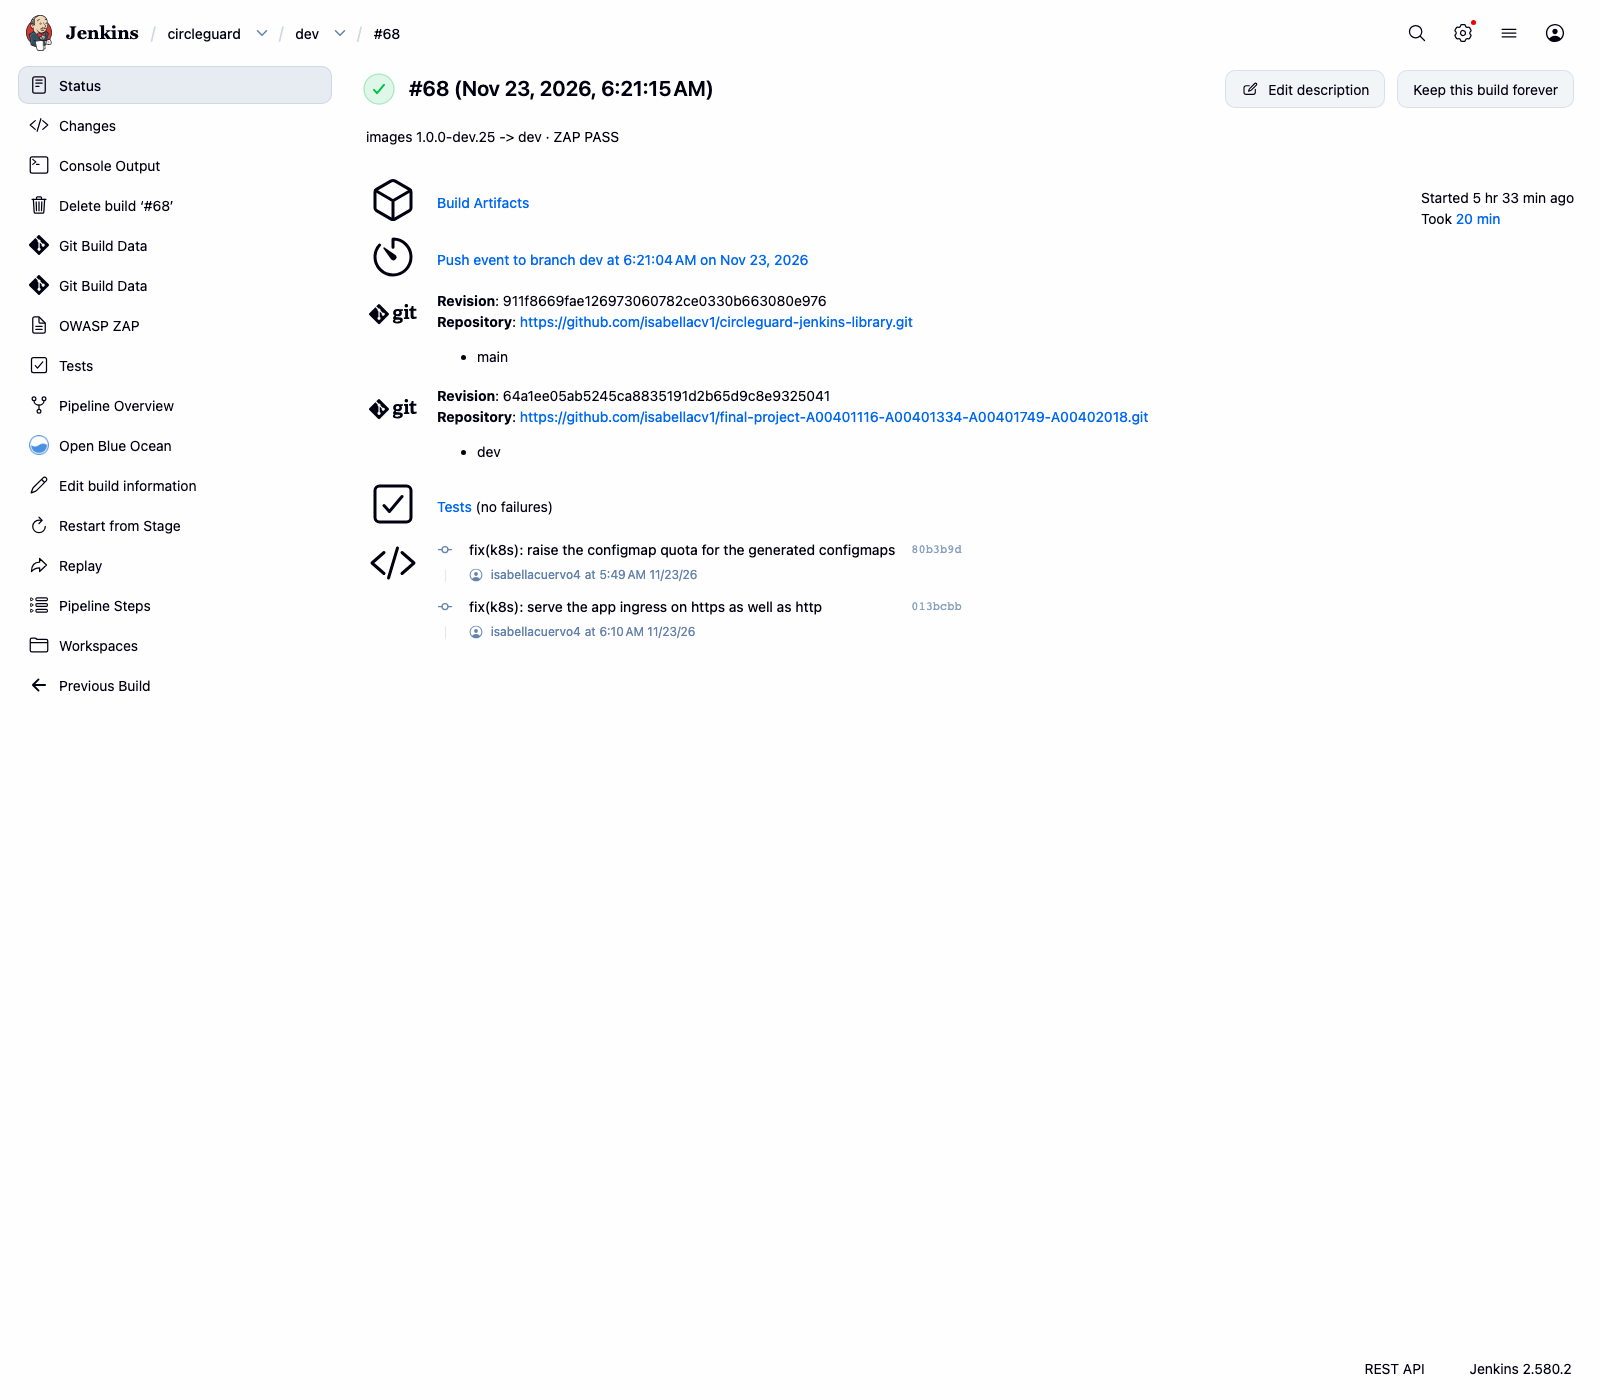 Jenkins / circleguard / dev / #68
Status
Changes
Console Output
Delete build ‘#68’
Git Build Data
Git Build Data
OWASP ZAP
Tests
Pipeline Overview
Open Blue Ocean
Edit build information
Restart from Stage
Replay
Pipeline Steps
Workspaces
Previous Build
#68 (Nov 23, 2026, 6:21:15 AM)
Edit description
Keep this build forever
images 1.0.0-dev.25 -> dev · ZAP PASS
Build Artifacts
Started 5 hr 33 min ago
Took 20 min
Push event to branch dev at 6:21:04 AM on Nov 23, 2026
git
Revision: 911f8669fae126973060782ce0330b663080e976
Repository: https://github.com/isabellacv1/circleguard-jenkins-library.git
• main
git
Revision: 64a1ee05ab5245ca8835191d2b65d9c8e9325041
Repository: https://github.com/isabellacv1/final-project-A00401116-A00401334-A00401749-A00402018.git
• dev
Tests (no failures)
fix(k8s): raise the configmap quota for the generated configmaps 80b3b9d
isabellacuervo4 at 5:49 AM 11/23/26
fix(k8s): serve the app ingress on https as well as http 013bcbb
isabellacuervo4 at 6:10 AM 11/23/26
REST API
Jenkins 2.580.2